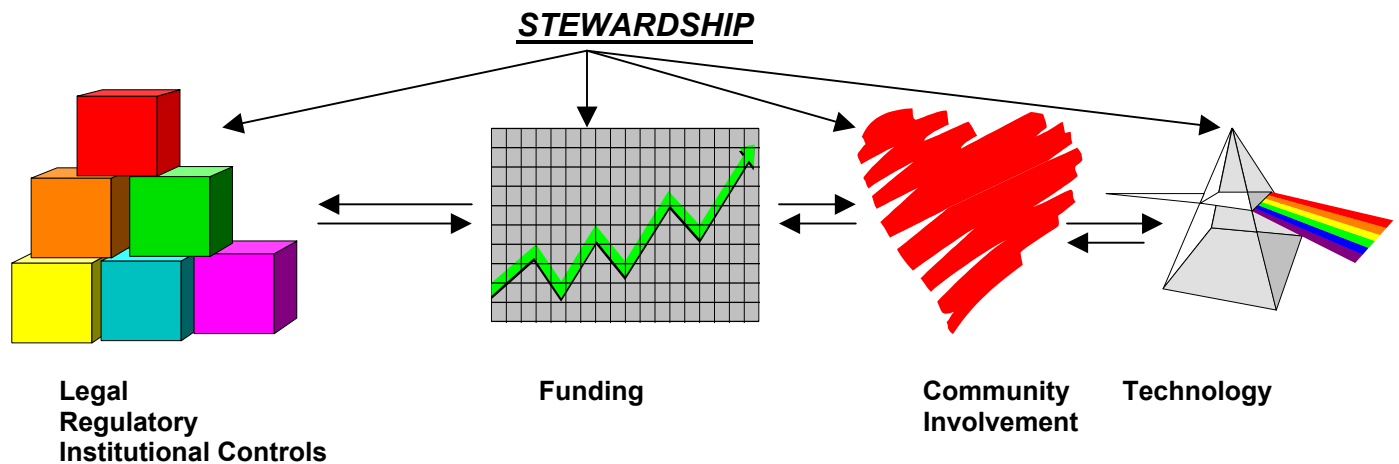 STEWARDSHIP
Legal
Regulatory
Institutional Controls
Funding
Community
Involvement
Technology